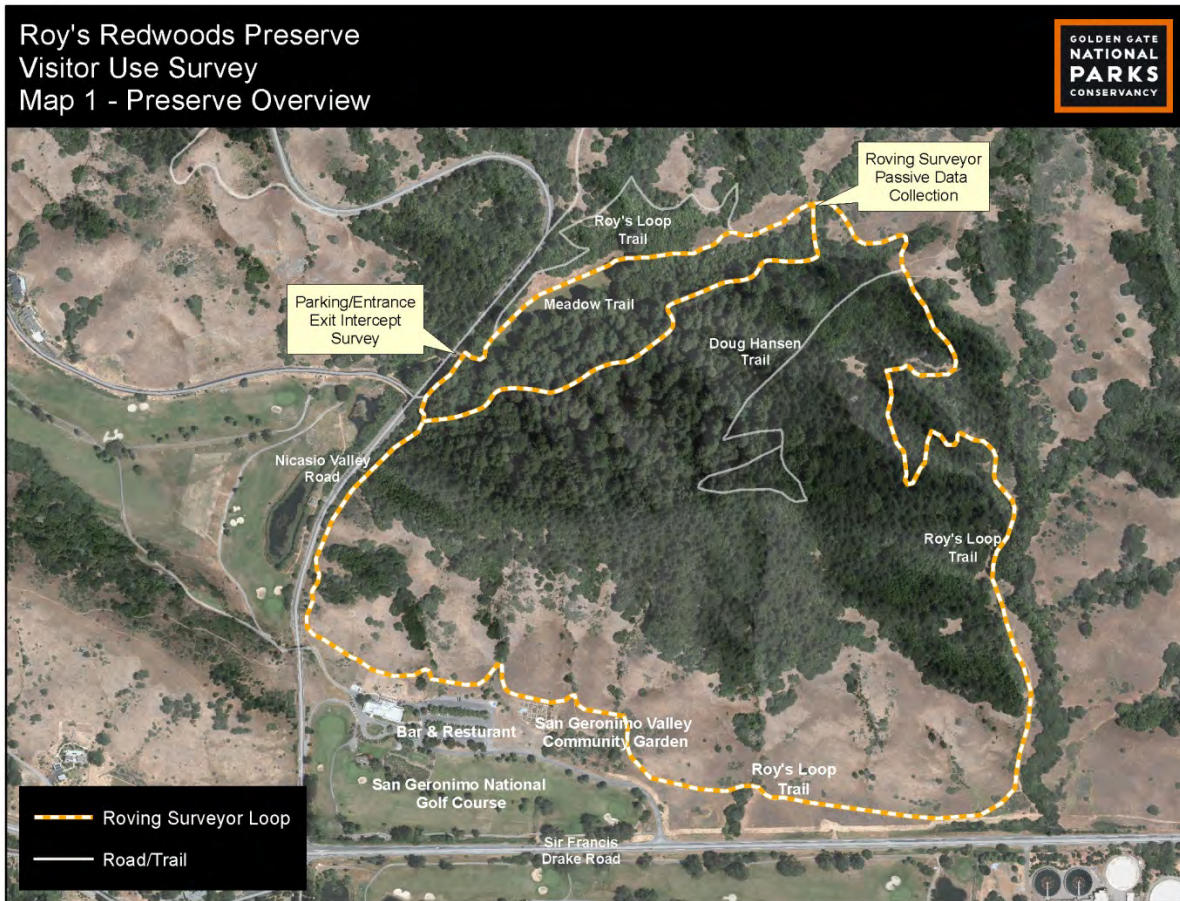 Roy's Redwoods Preserve
Visitor Use Survey
Map 1 - Preserve Overview
GOLDEN GATE
NATIONAL
PARKS
CONSERVANCY
Roving Surveyor
Passive Data
Collection
Roy's Loop
Trail
Parking/Entrance
Exit Intercept
Survey
Meadow Trail
Doug Hansen
Trail
Nicasio Valley
Road
Roy's Loop
Trail
Bar & Resturant
San Geronimo Valley
Community Garden
Roy's Loop
Trail
San Geronimo National
Golf Course
Roving Surveyor Loop
Road/Trail
Sir Francis
Drake Road